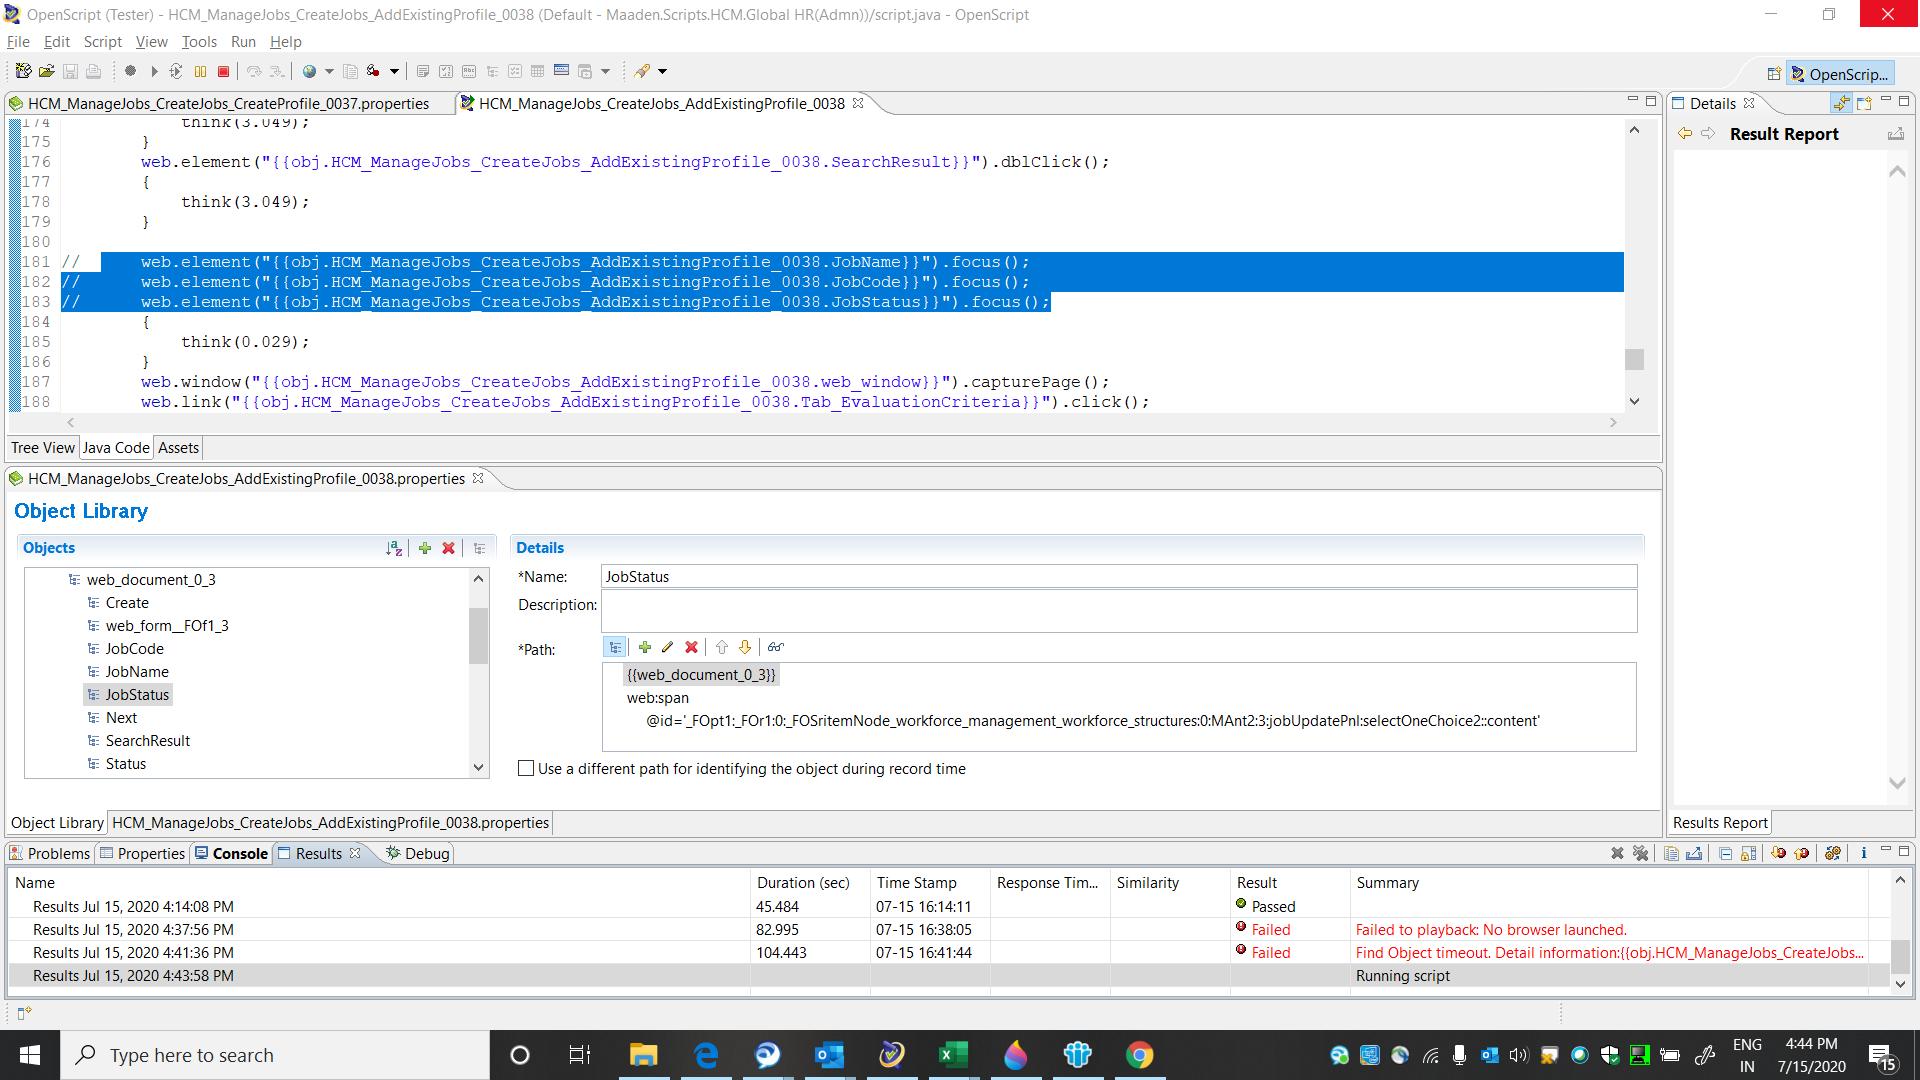 OpenScript (Tester) - HCM_ManageJobs_CreateJobs_AddExistingProfile_0038 (Default - Maaden.Scripts.HCM.Global HR(Admn))/script.java - OpenScript
File Edit Script View Tools Run Help
OpenScrip...
HCM_ManageJobs_CreateJobs_CreateProfile_0037.properties
HCM_ManageJobs_CreateJobs_AddExistingProfile_0038
Details
Result Report
174 think(3.049);
175 }
176 web.element("{{obj.HCM_ManageJobs_CreateJobs_AddExistingProfile_0038.SearchResult}}").dblClick();
177 {
178 think(3.049);
179 }
180
181 // web.element("{{obj.HCM_ManageJobs_CreateJobs_AddExistingProfile_0038.JobName}}").focus();
182 // web.element("{{obj.HCM_ManageJobs_CreateJobs_AddExistingProfile_0038.JobCode}}").focus();
183 // web.element("{{obj.HCM_ManageJobs_CreateJobs_AddExistingProfile_0038.JobStatus}}").focus();
184 {
185 think(0.029);
186 }
187 web.window("{{obj.HCM_ManageJobs_CreateJobs_AddExistingProfile_0038.web_window}}").capturePage();
188 web.link("{{obj.HCM_ManageJobs_CreateJobs_AddExistingProfile_0038.Tab_EvaluationCriteria}}").click();
Tree View Java Code Assets
HCM_ManageJobs_CreateJobs_AddExistingProfile_0038.properties
Object Library
Objects
web_document_0_3
Create
web_form__FOf1_3
JobCode
JobName
JobStatus
Next
SearchResult
Status
Details
*Name: JobStatus
Description:
*Path:
{{web_document_0_3}}
web:span
@id='_FOpt1:_FOr1:0:_FOSritemNode_workforce_management_workforce_structures:0:MAnt2:3:jobUpdatePnl:selectOneChoice2::content'
Use a different path for identifying the object during record time
Object Library HCM_ManageJobs_CreateJobs_AddExistingProfile_0038.properties
Results Report
Problems Properties Console Results Debug
Name Duration (sec) Time Stamp Response Tim... Similarity Result Summary
Results Jul 15, 2020 4:14:08 PM 45.484 07-15 16:14:11 Passed
Results Jul 15, 2020 4:37:56 PM 82.995 07-15 16:38:05 Failed Failed to playback: No browser launched.
Results Jul 15, 2020 4:41:36 PM 104.443 07-15 16:41:44 Failed Find Object timeout. Detail information:{{obj.HCM_ManageJobs_CreateJobs...
Results Jul 15, 2020 4:43:58 PM Running script
Type here to search
ENG
IN
4:44 PM
7/15/2020
15